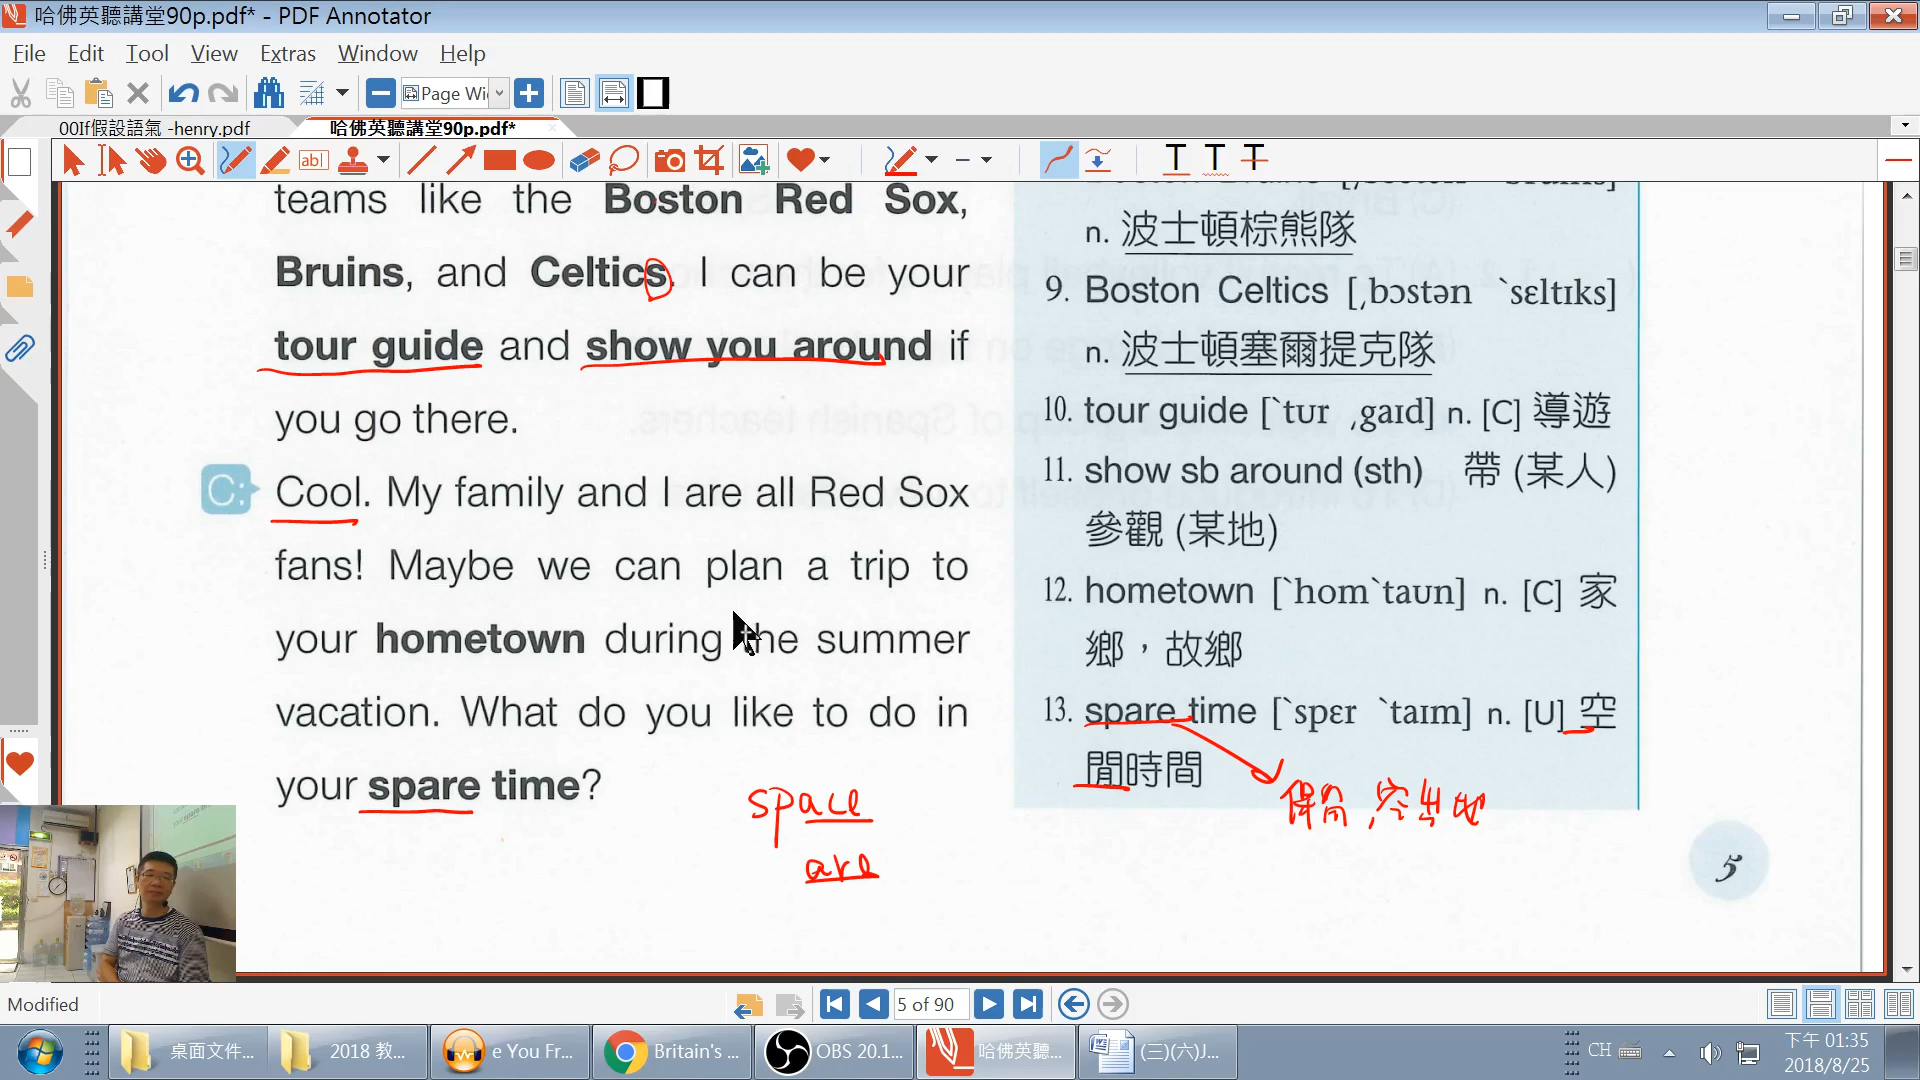 哈佛英聽講堂90p.pdf* - PDF Annotator
File Edit Tool View Extras Window Help
Page Wi
00If假設語氣 -henry.pdf
哈佛英聽講堂90p.pdf*
teams like the Boston Red Sox,
Bruins, and Celtics. I can be your
tour guide and show you around if
you go there.
C: Cool. My family and I are all Red Sox
fans! Maybe we can plan a trip to
your hometown during the summer
vacation. What do you like to do in
your spare time?
space
are
n. 波士頓棕熊隊
9. Boston Celtics [ˌbɔstən ˋsɛltɪks]
n. 波士頓塞爾提克隊
10. tour guide [ˋtʊr ˌgaɪd] n. [C] 導遊
11. show sb around (sth) 帶 (某人)
參觀 (某地)
12. hometown [ˋhomˋtaʊn] n. [C] 家
鄉，故鄉
13. spare time [ˋspɛr ˋtaɪm] n. [U] 空
閒時間
5
Modified
5 of 90
桌面文件...
2018 教...
e You Fr...
Britain's ...
OBS 20.1...
哈佛英聽...
(三)(六)J...
CH
下午 01:35
2018/8/25